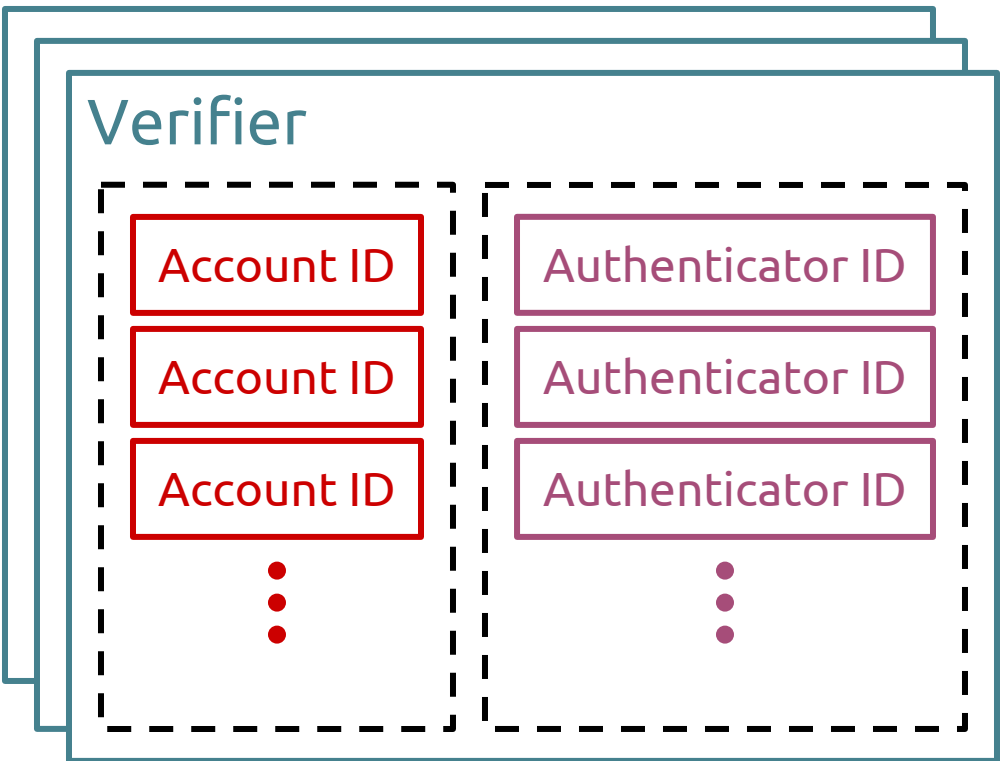 Verifier
Account ID
Authenticator ID
Account ID
Authenticator ID
Account ID
Authenticator ID